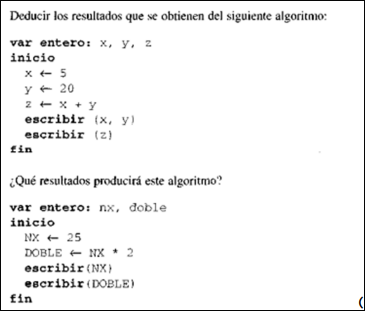 Deducir los resultados que se obtienen del siguiente algoritmo:
var entero: x, y, z
inicio
x ← 5
y ← 20
z ← x + y
escribir (x, y)
escribir (z)
fin
¿Qué resultados producirá este algoritmo?
var entero: nx, doble
inicio
NX ← 25
DOBLE ← NX * 2
escribir(NX)
escribir(DOBLE)
fin
(